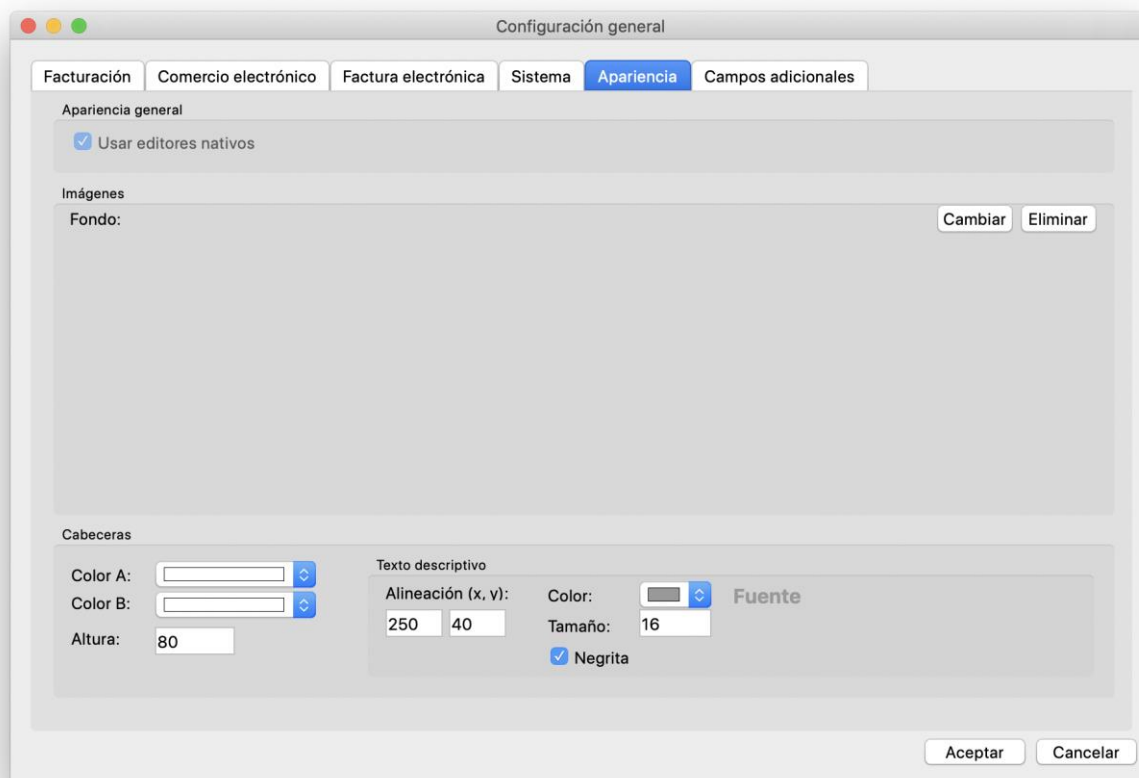 Configuración general
Facturación Comercio electrónico Factura electrónica Sistema Apariencia Campos adicionales
Apariencia general
Usar editores nativos
Imágenes
Fondo: Cambiar Eliminar
Cabeceras
Color A:
Color B:
Altura: 80
Texto descriptivo
Alineación (x, y):
250 40
Color: Fuente
Tamaño: 16
Negrita
Aceptar Cancelar